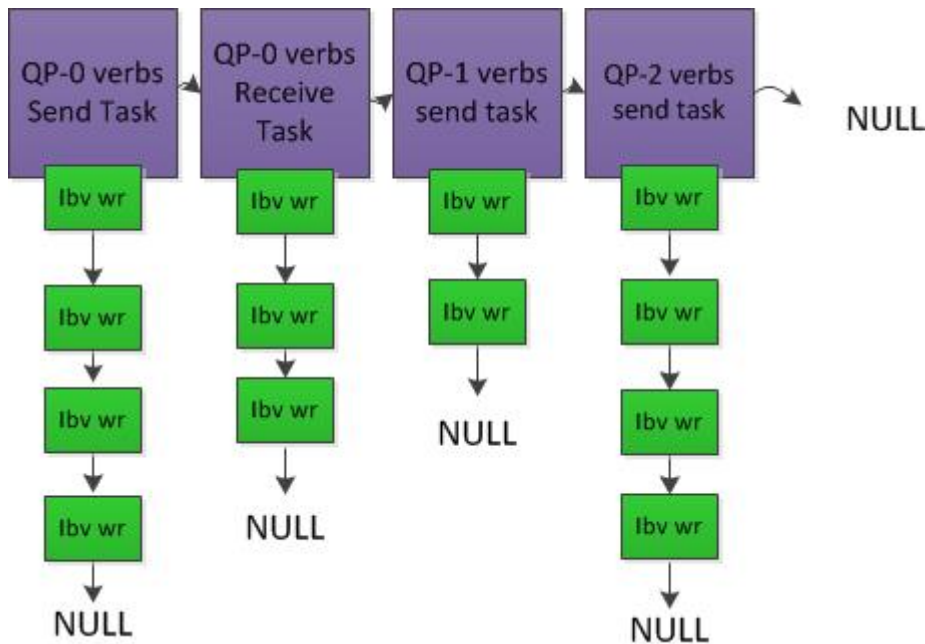 QP-0 verbs
Send Task
QP-0 verbs
Receive
Task
QP-1 verbs
send task
QP-2 verbs
send task
NULL
Ibv wr
Ibv wr
Ibv wr
Ibv wr
Ibv wr
Ibv wr
Ibv wr
Ibv wr
Ibv wr
Ibv wr
Ibv wr
NULL
Ibv wr
Ibv wr
NULL
NULL
NULL